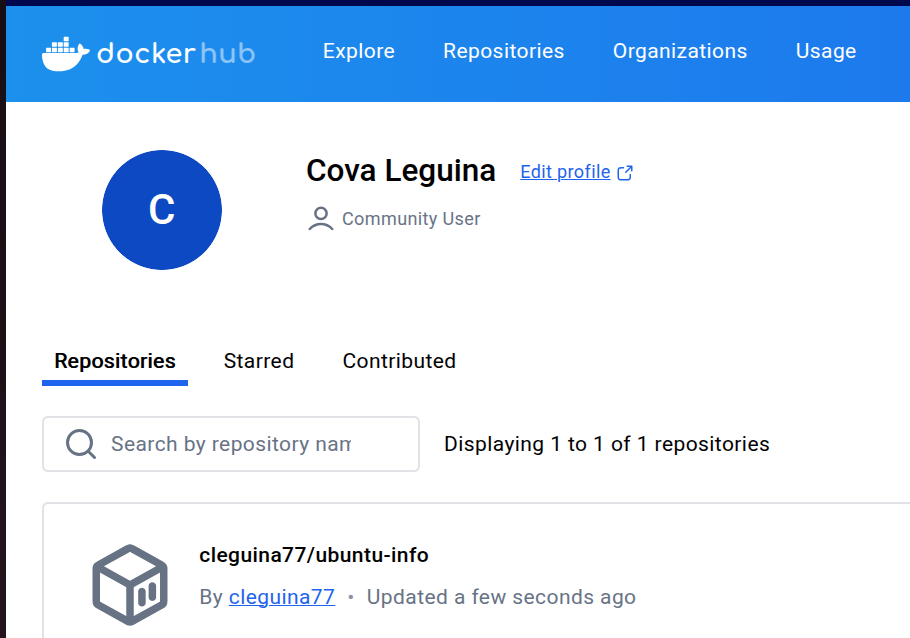 dockerhub Explore Repositories Organizations Usage
C
Cova Leguina Edit profile
Community User
Repositories Starred Contributed
Search by repository nam Displaying 1 to 1 of 1 repositories
cleguina77/ubuntu-info
By cleguina77 • Updated a few seconds ago